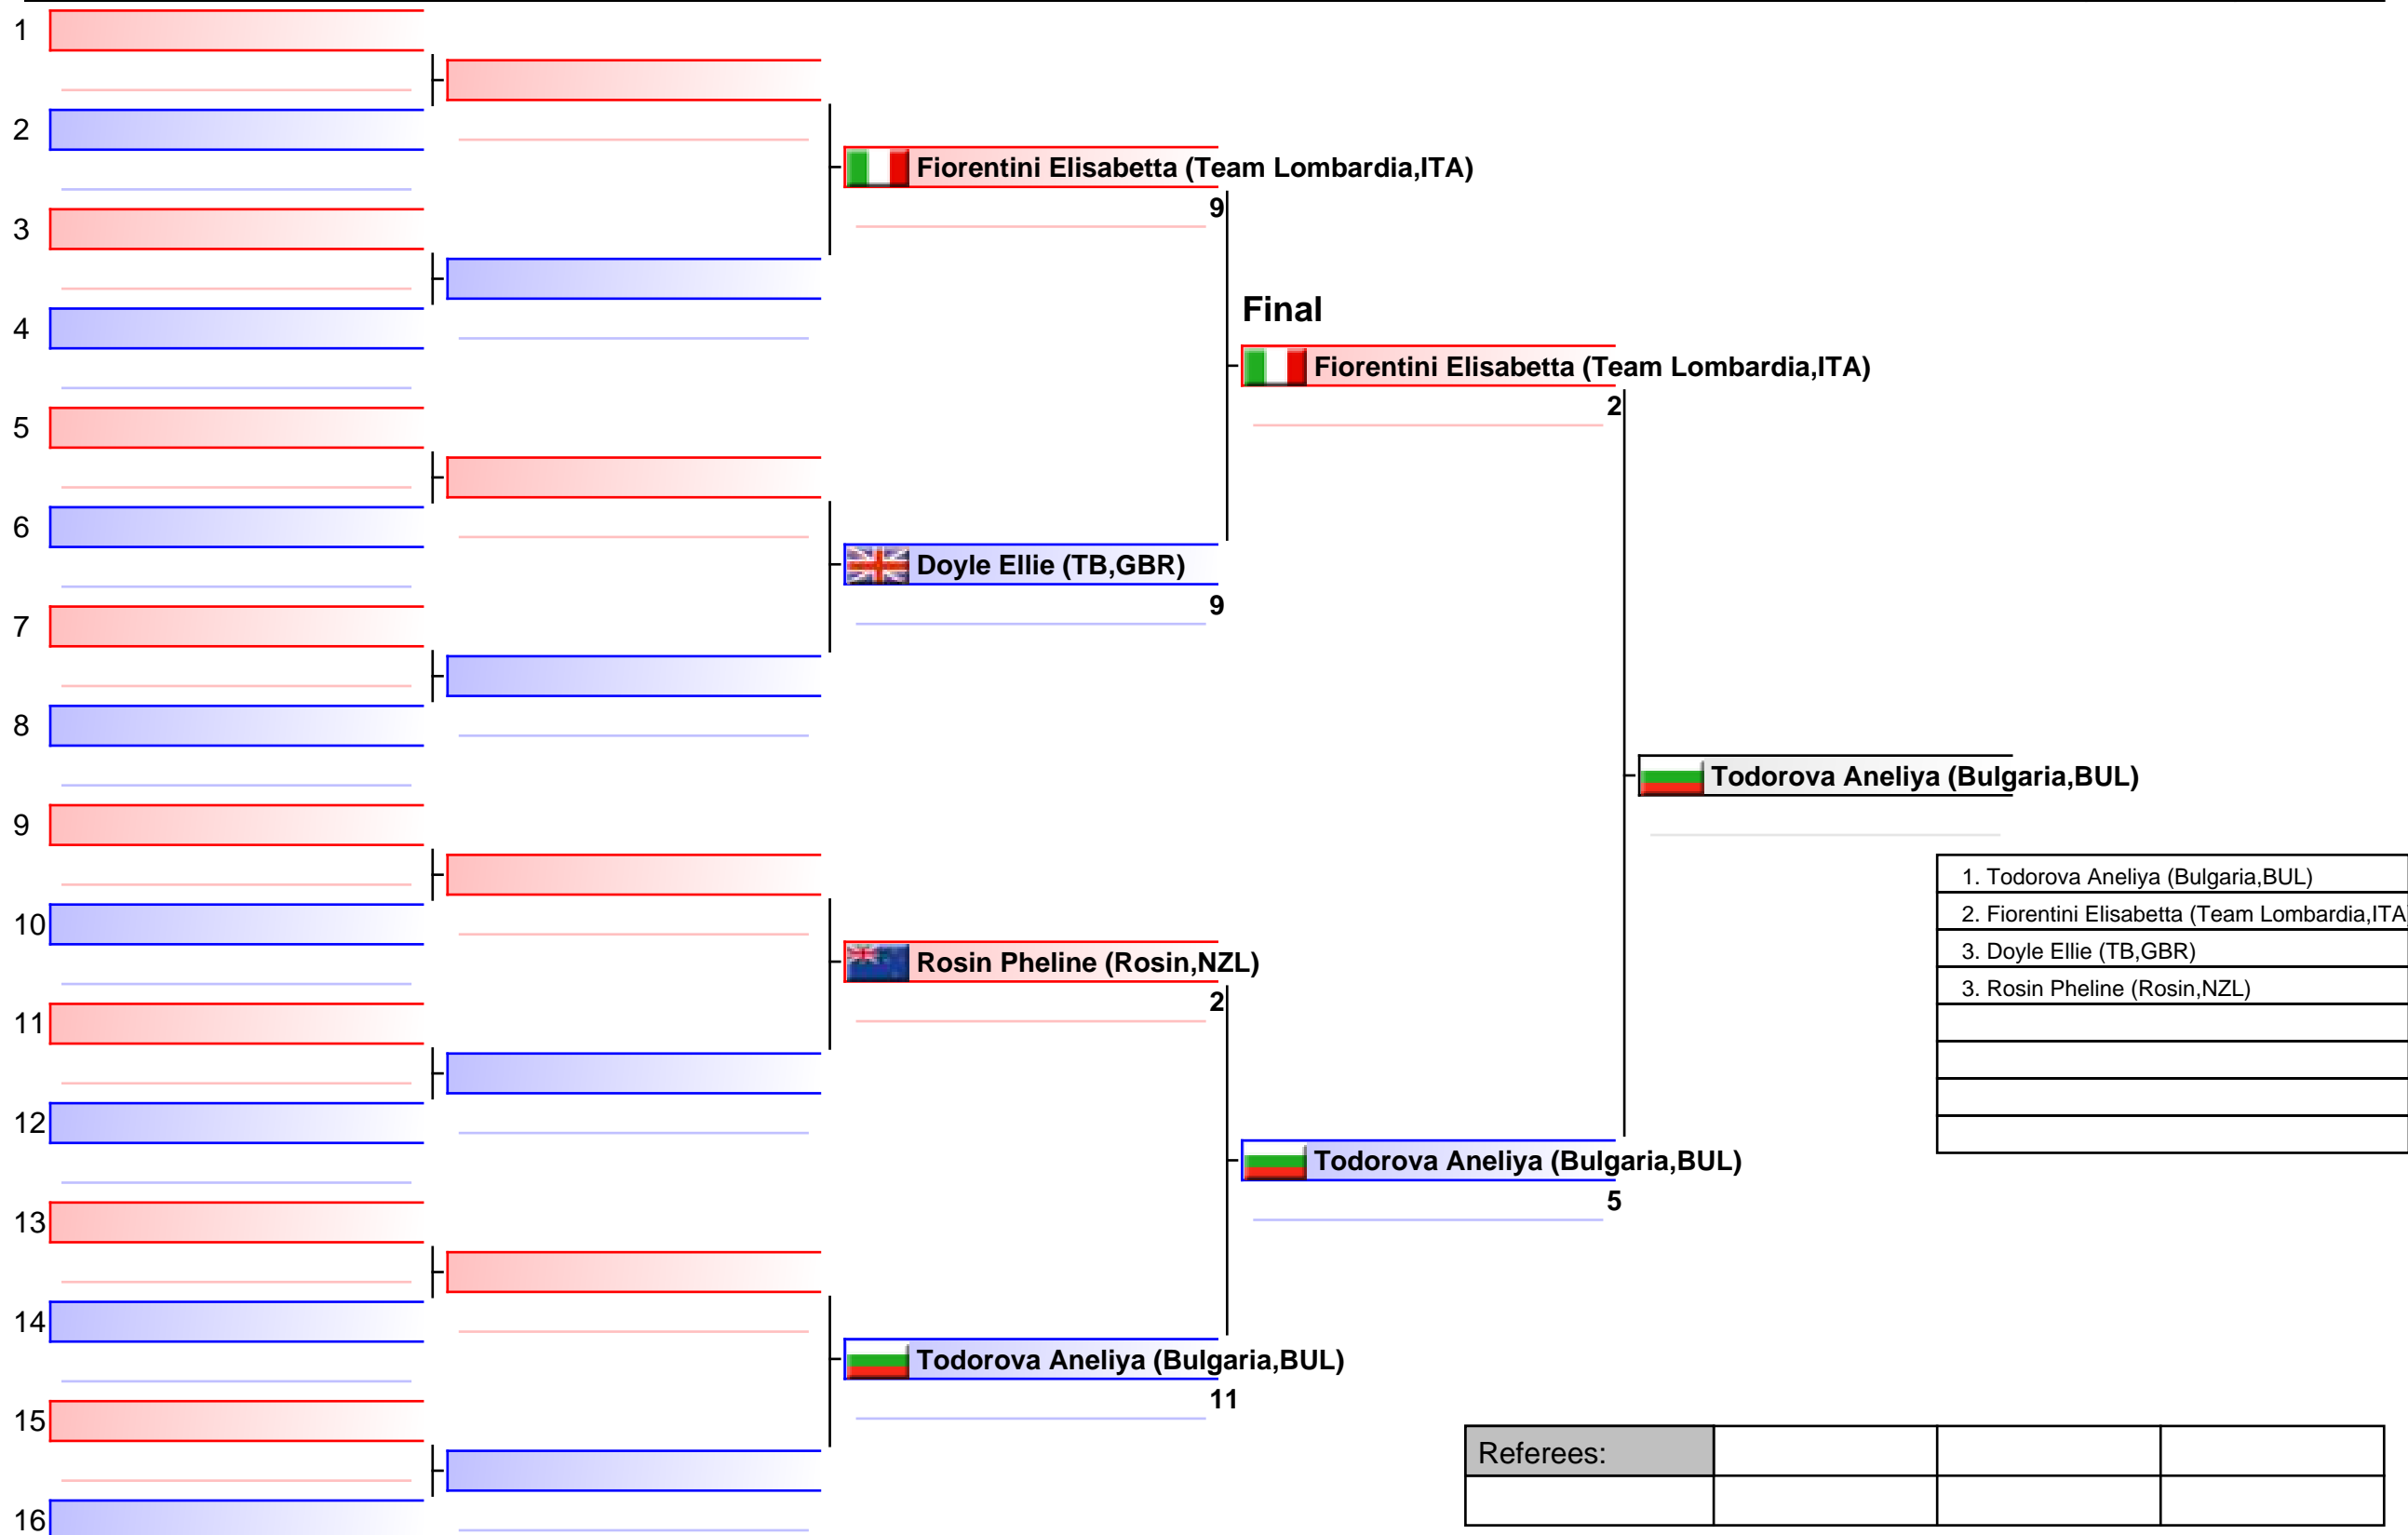 1
2
Fiorentini Elisabetta (Team Lombardia,ITA)
9
3
Final
4
Fiorentini Elisabetta (Team Lombardia,ITA)
2
5
6
Doyle Ellie (TB,GBR)
9
7
8
Todorova Aneliya (Bulgaria,BUL)
9
1. Todorova Aneliya (Bulgaria,BUL)
2. Fiorentini Elisabetta (Team Lombardia,ITA
3. Doyle Ellie (TB,GBR)
3. Rosin Pheline (Rosin,NZL)
10
Rosin Pheline (Rosin,NZL)
2
11
12
Todorova Aneliya (Bulgaria,BUL)
5
13
14
Todorova Aneliya (Bulgaria,BUL)
11
15
Referees:
16